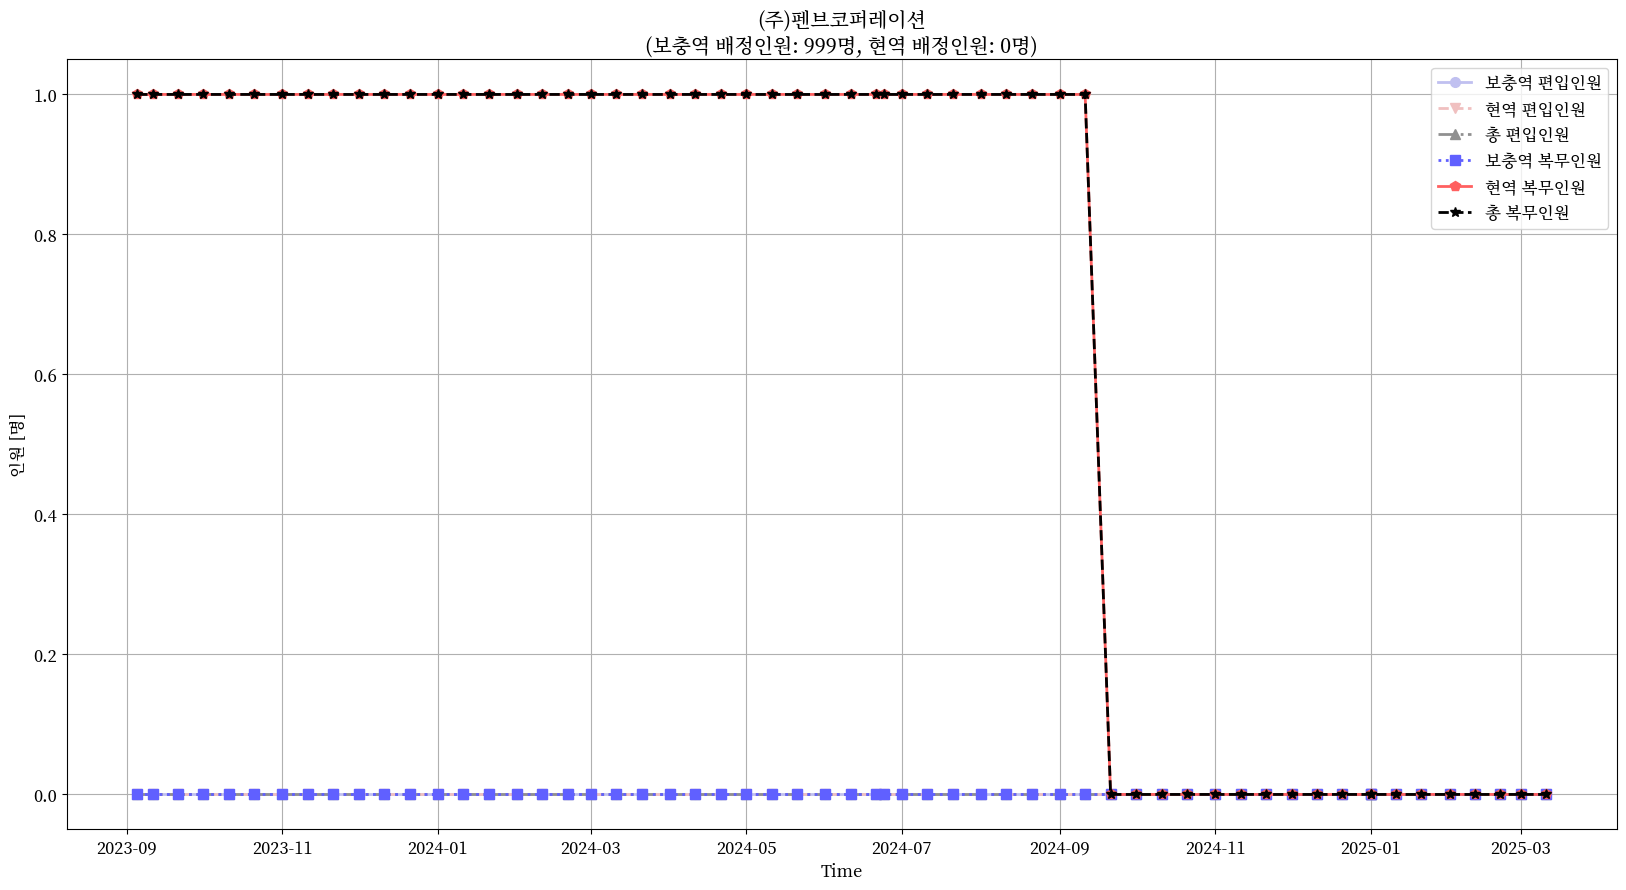 (주)펜브코퍼레이션
(보충역 배정인원: 999명, 현역 배정인원: 0명)
보충역 편입인원
현역 편입인원
총 편입인원
보충역 복무인원
현역 복무인원
총 복무인원
인원 [명]
1.0
0.8
0.6
0.4
0.2
0.0
2023-09 2023-11 2024-01 2024-03 2024-05 2024-07 2024-09 2024-11 2025-01 2025-03
Time